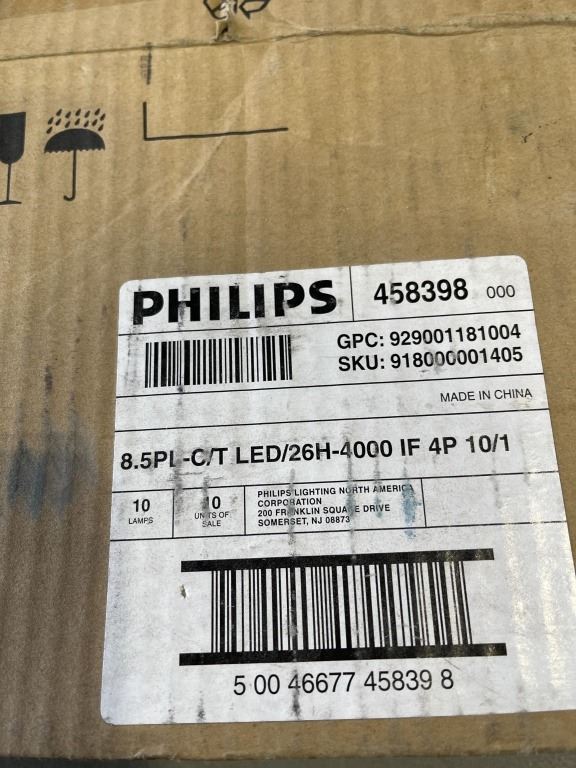 PHILIPS 458398 000
GPC: 929001181004
SKU: 918000001405
MADE IN CHINA
8.5PL-C/T LED/26H-4000 IF 4P 10/1
10
LAMPS
10
UNITS OF
SALE
PHILIPS LIGHTING NORTH AMERICA
CORPORATION
200 FRANKLIN SQUARE DRIVE
SOMERSET, NJ 08873
5 00 46677 45839 8